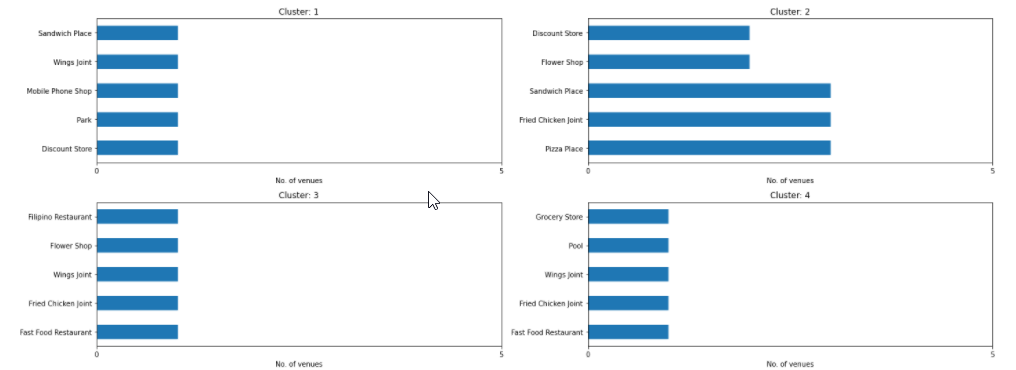 Cluster: 1
Sandwich Place
Wings Joint
Mobile Phone Shop
Park
Discount Store
0 5
No. of venues
Cluster: 2
Discount Store
Flower Shop
Sandwich Place
Fried Chicken Joint
Pizza Place
0 5
No. of venues
Cluster: 3
Filipino Restaurant
Flower Shop
Wings Joint
Fried Chicken Joint
Fast Food Restaurant
0 5
No. of venues
Cluster: 4
Grocery Store
Pool
Wings Joint
Fried Chicken Joint
Fast Food Restaurant
0 5
No. of venues